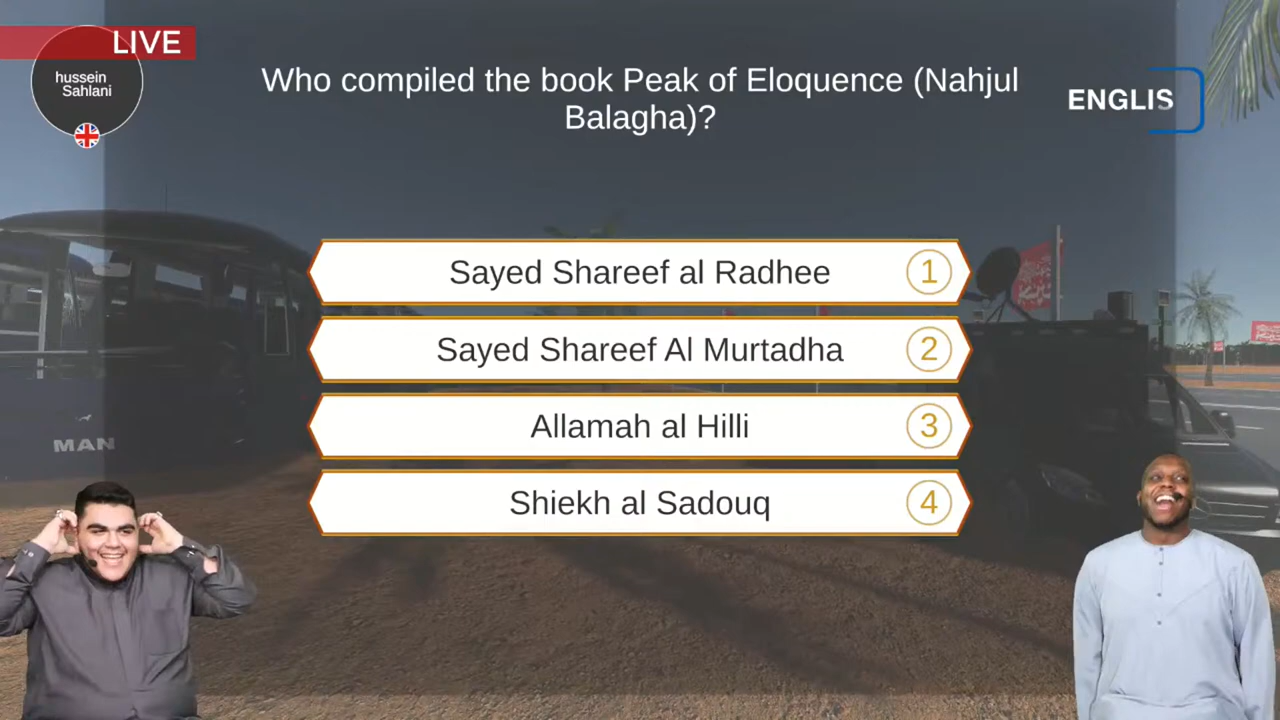 LIVE
hussein
Sahlani
Who compiled the book Peak of Eloquence (Nahjul
Balagha)?
ENGLIS
Sayed Shareef al Radhee 1
Sayed Shareef Al Murtadha 2
Allamah al Hilli 3
Shiekh al Sadouq 4
MAN